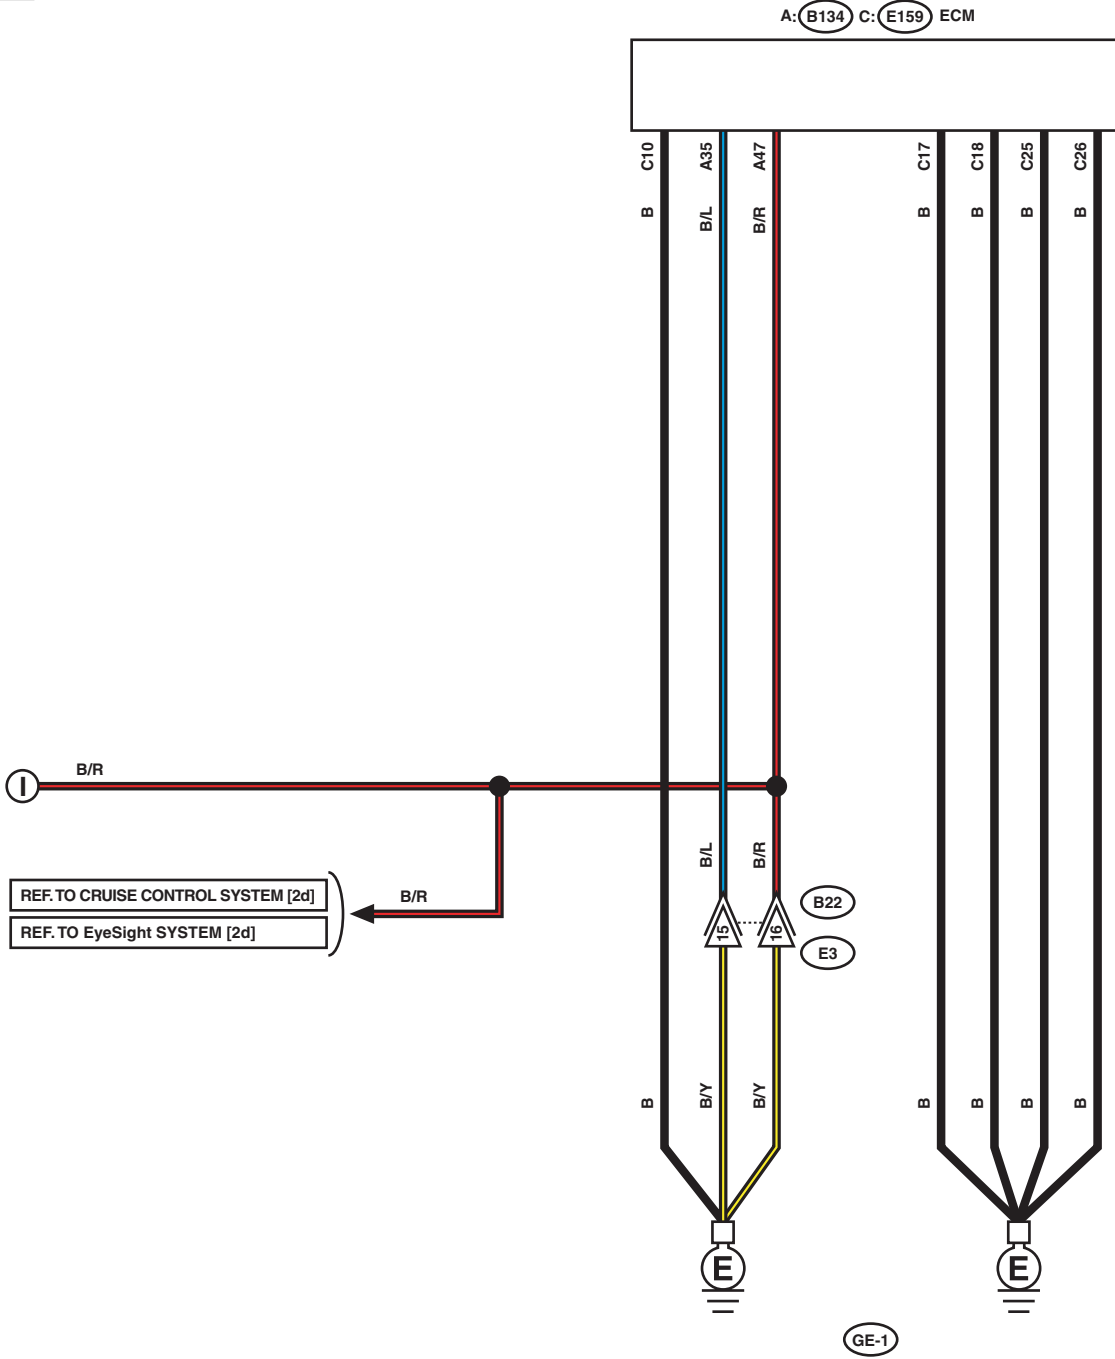 A: B134 C: E159 ECM
C10 A35 A47 C17 C18 C25 C26
B B/L B/R B B B B
B/R
I
B/L B/R
REF. TO CRUISE CONTROL SYSTEM [2d]
B/R
B22
REF. TO EyeSight SYSTEM [2d]
15 16
E3
B B/Y B/Y B B B B
E E
GE-1